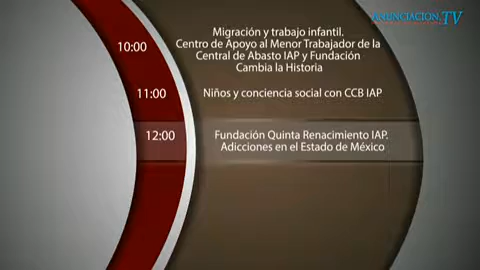 ANUNCIACION.TV
10:00
Migración y trabajo infantil.
Centro de Apoyo al Menor Trabajador de la
Central de Abasto IAP y Fundación
Cambia la Historia
11:00
Niños y conciencia social con CCB IAP
12:00
Fundación Quinta Renacimiento IAP.
Adicciones en el Estado de México